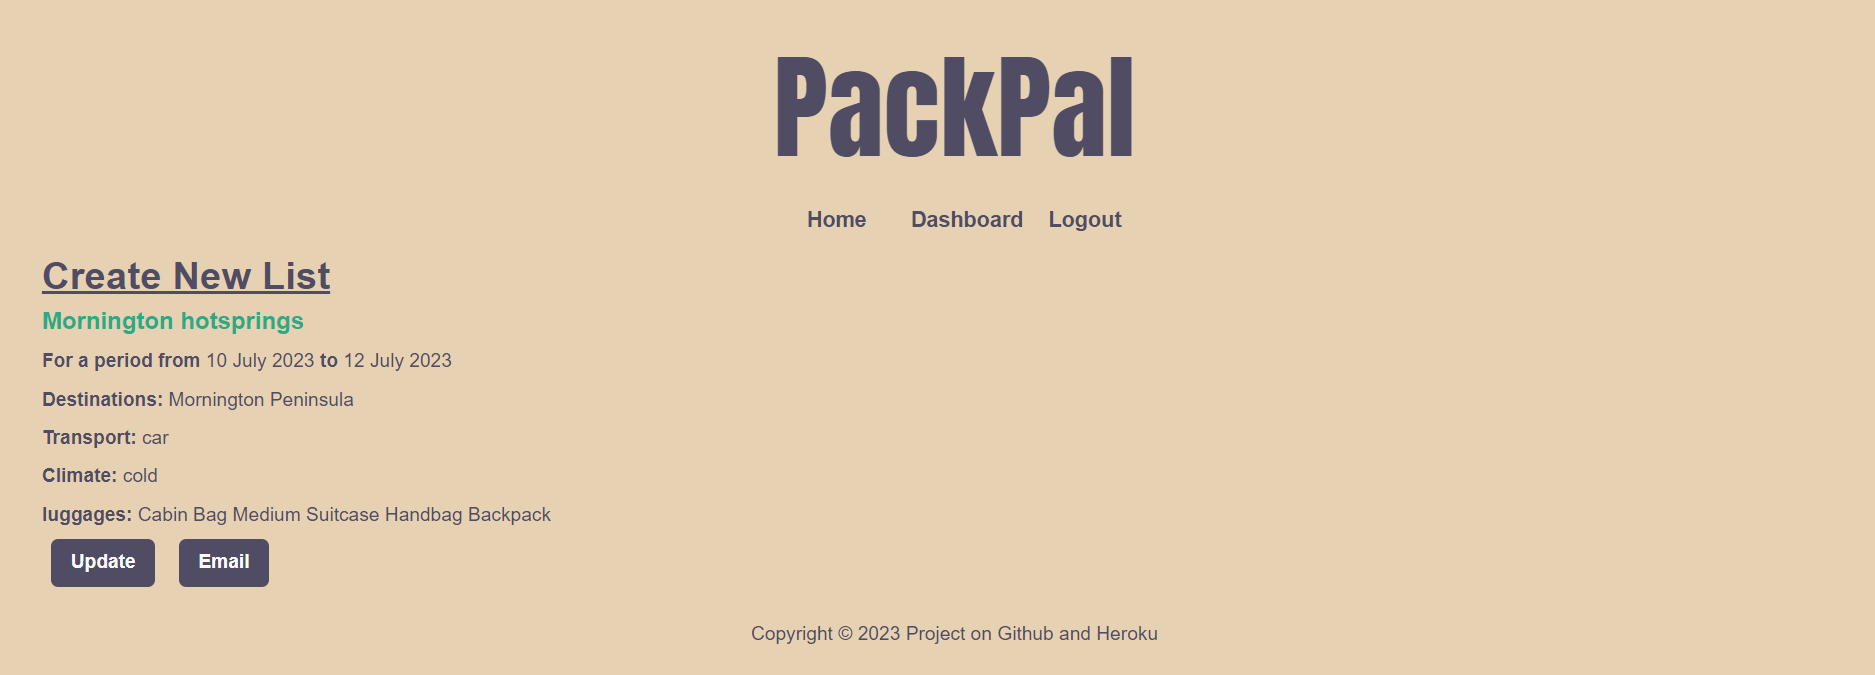 PackPal
Home Dashboard Logout
Create New List
Mornington hotsprings
For a period from 10 July 2023 to 12 July 2023
Destinations: Mornington Peninsula
Transport: car
Climate: cold
luggages: Cabin Bag Medium Suitcase Handbag Backpack
Update Email
Copyright © 2023 Project on Github and Heroku